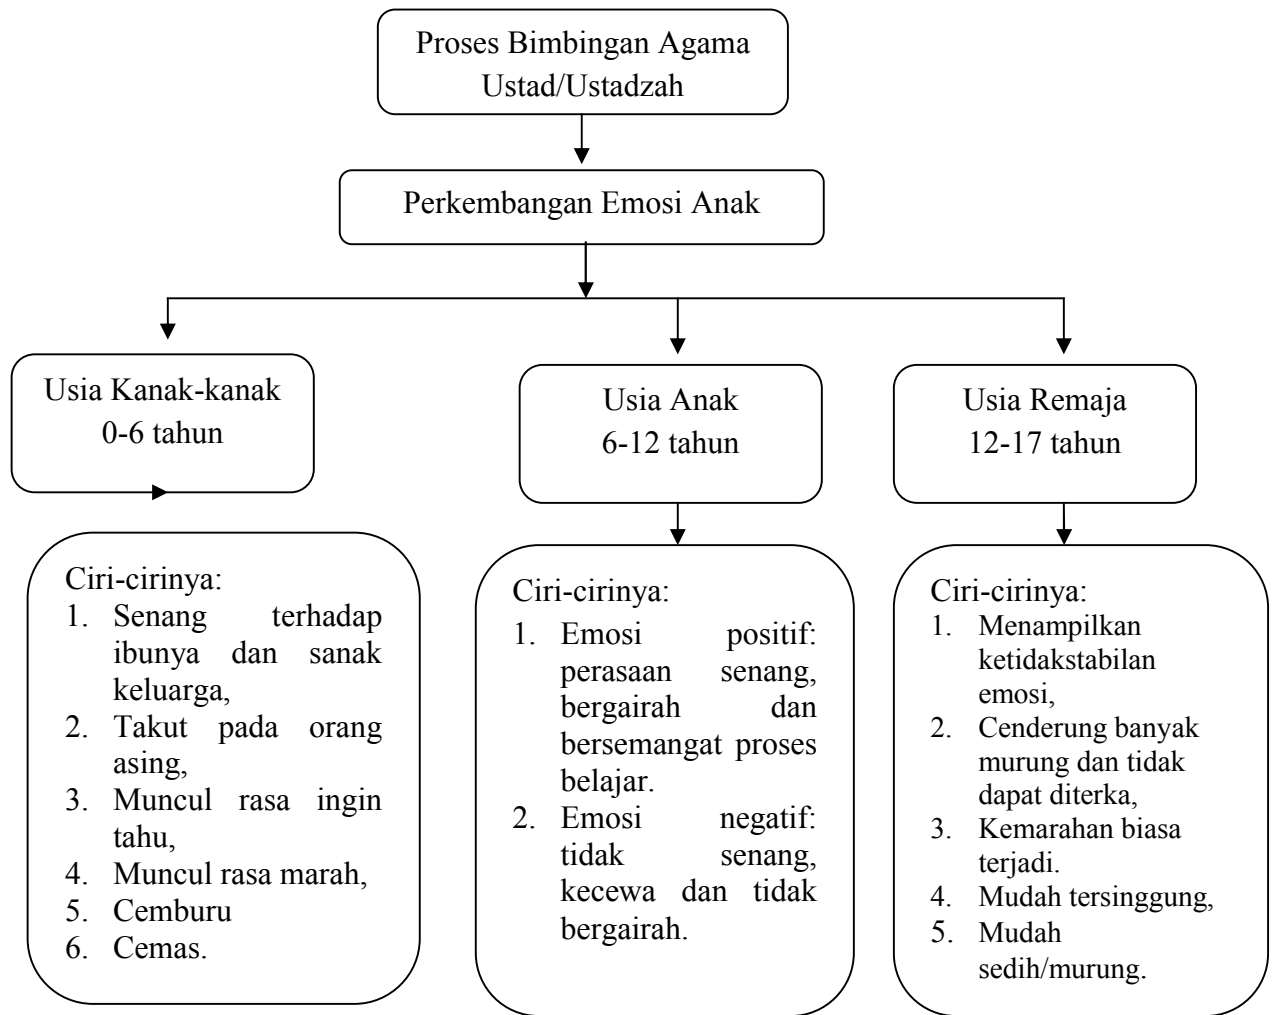 Proses Bimbingan Agama
Ustad/Ustadzah
Perkembangan Emosi Anak
Usia Kanak-kanak
0-6 tahun
Usia Anak
6-12 tahun
Usia Remaja
12-17 tahun
Ciri-cirinya:
1. Senang terhadap
ibunya dan sanak
keluarga,
2. Takut pada orang
asing,
3. Muncul rasa ingin
tahu,
4. Muncul rasa marah,
5. Cemburu
6. Cemas.
Ciri-cirinya:
1. Emosi positif:
perasaan senang,
bergairah dan
bersemangat proses
belajar.
2. Emosi negatif:
tidak senang,
kecewa dan tidak
bergairah.
Ciri-cirinya:
1. Menampilkan
ketidakstabilan
emosi,
2. Cenderung banyak
murung dan tidak
dapat diterka,
3. Kemarahan biasa
terjadi.
4. Mudah tersinggung,
5. Mudah
sedih/murung.